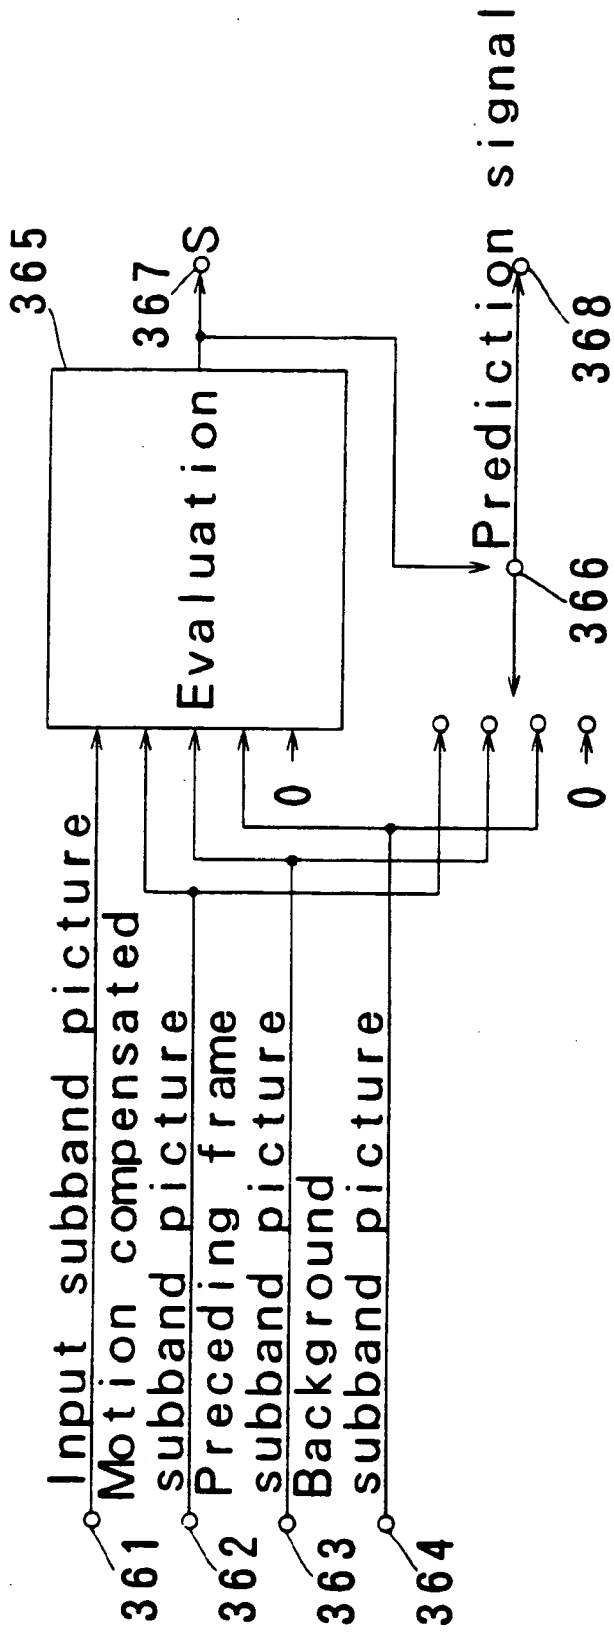 Input subband picture
361
Motion compensated
subband picture
362
Preceding frame
subband picture
363
Background
subband picture
364
0
Evaluation
365
367
S
0
366
Prediction signal
368